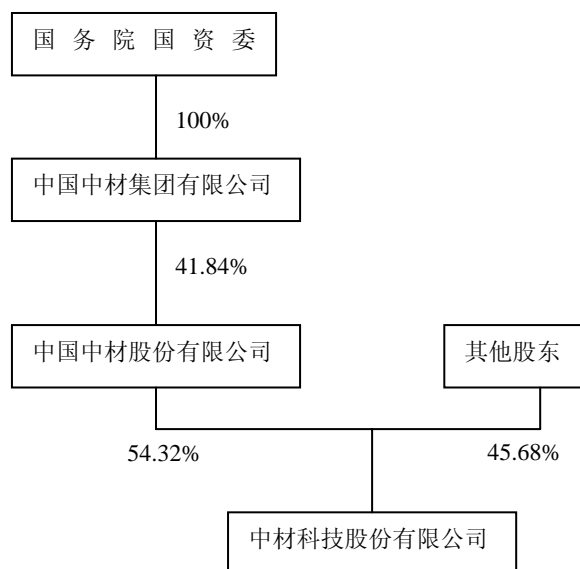 国 务 院 国 资 委
100%
中国中材集团有限公司
41.84%
中国中材股份有限公司
其他股东
54.32%
45.68%
中材科技股份有限公司